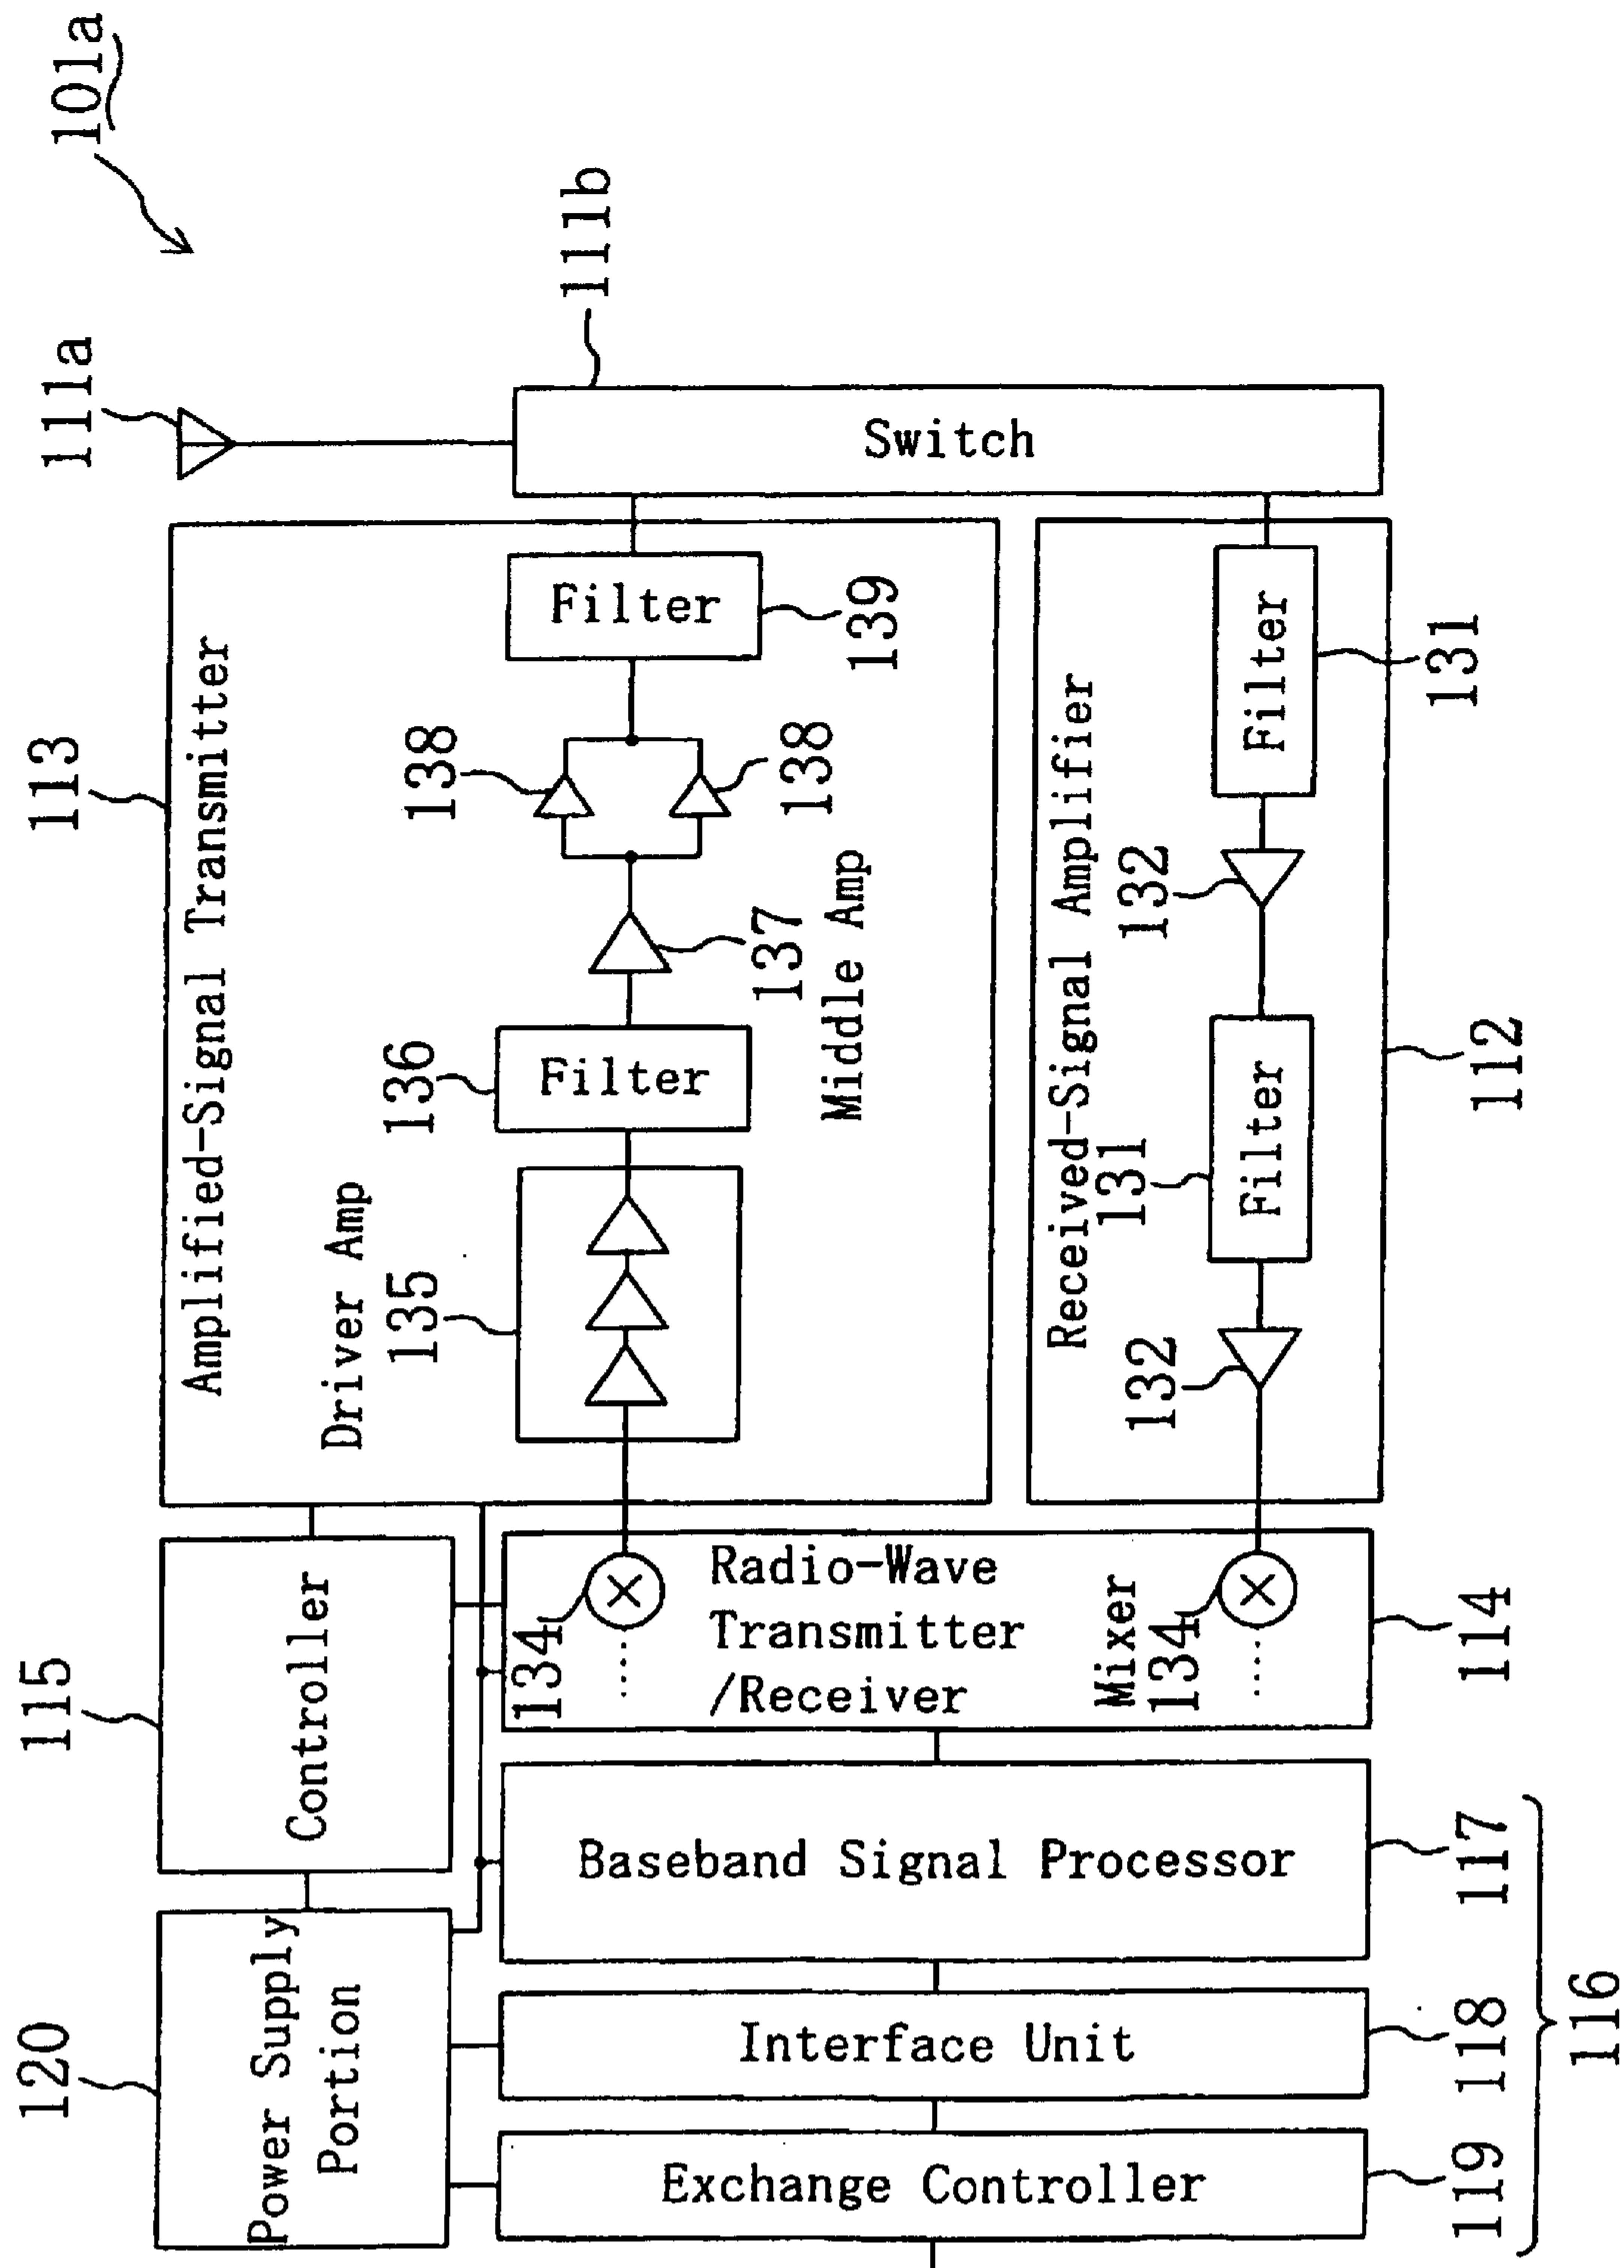 101a
111a
111b
Switch
113
Amplified-Signal Transmitter
Driver Amp
135
136
Filter
137
Middle Amp
138
138
Filter
139
Received-Signal Amplifier
112
Filter
131
132
Filter
131
132
115
Controller
134
Radio-Wave
Transmitter
/Receiver
Mixer
134
114
120
Power Supply
Portion
Baseband Signal Processor
117
Interface Unit
118
Exchange Controller
119
116